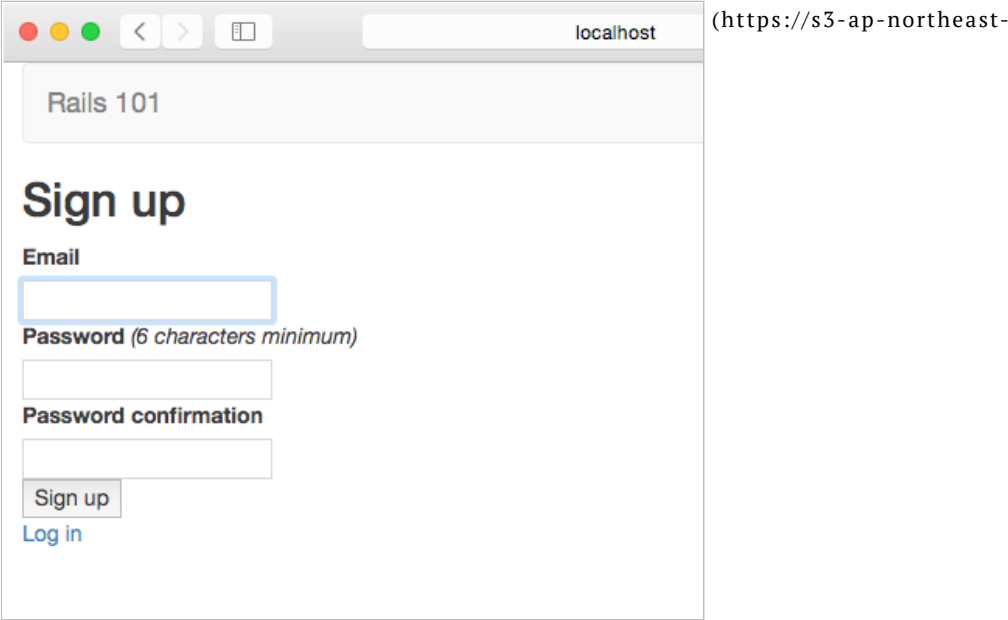 localhost
(https://s3-ap-northeast-
Rails 101
Sign up
Email
Password (6 characters minimum)
Password confirmation
Sign up
Log in